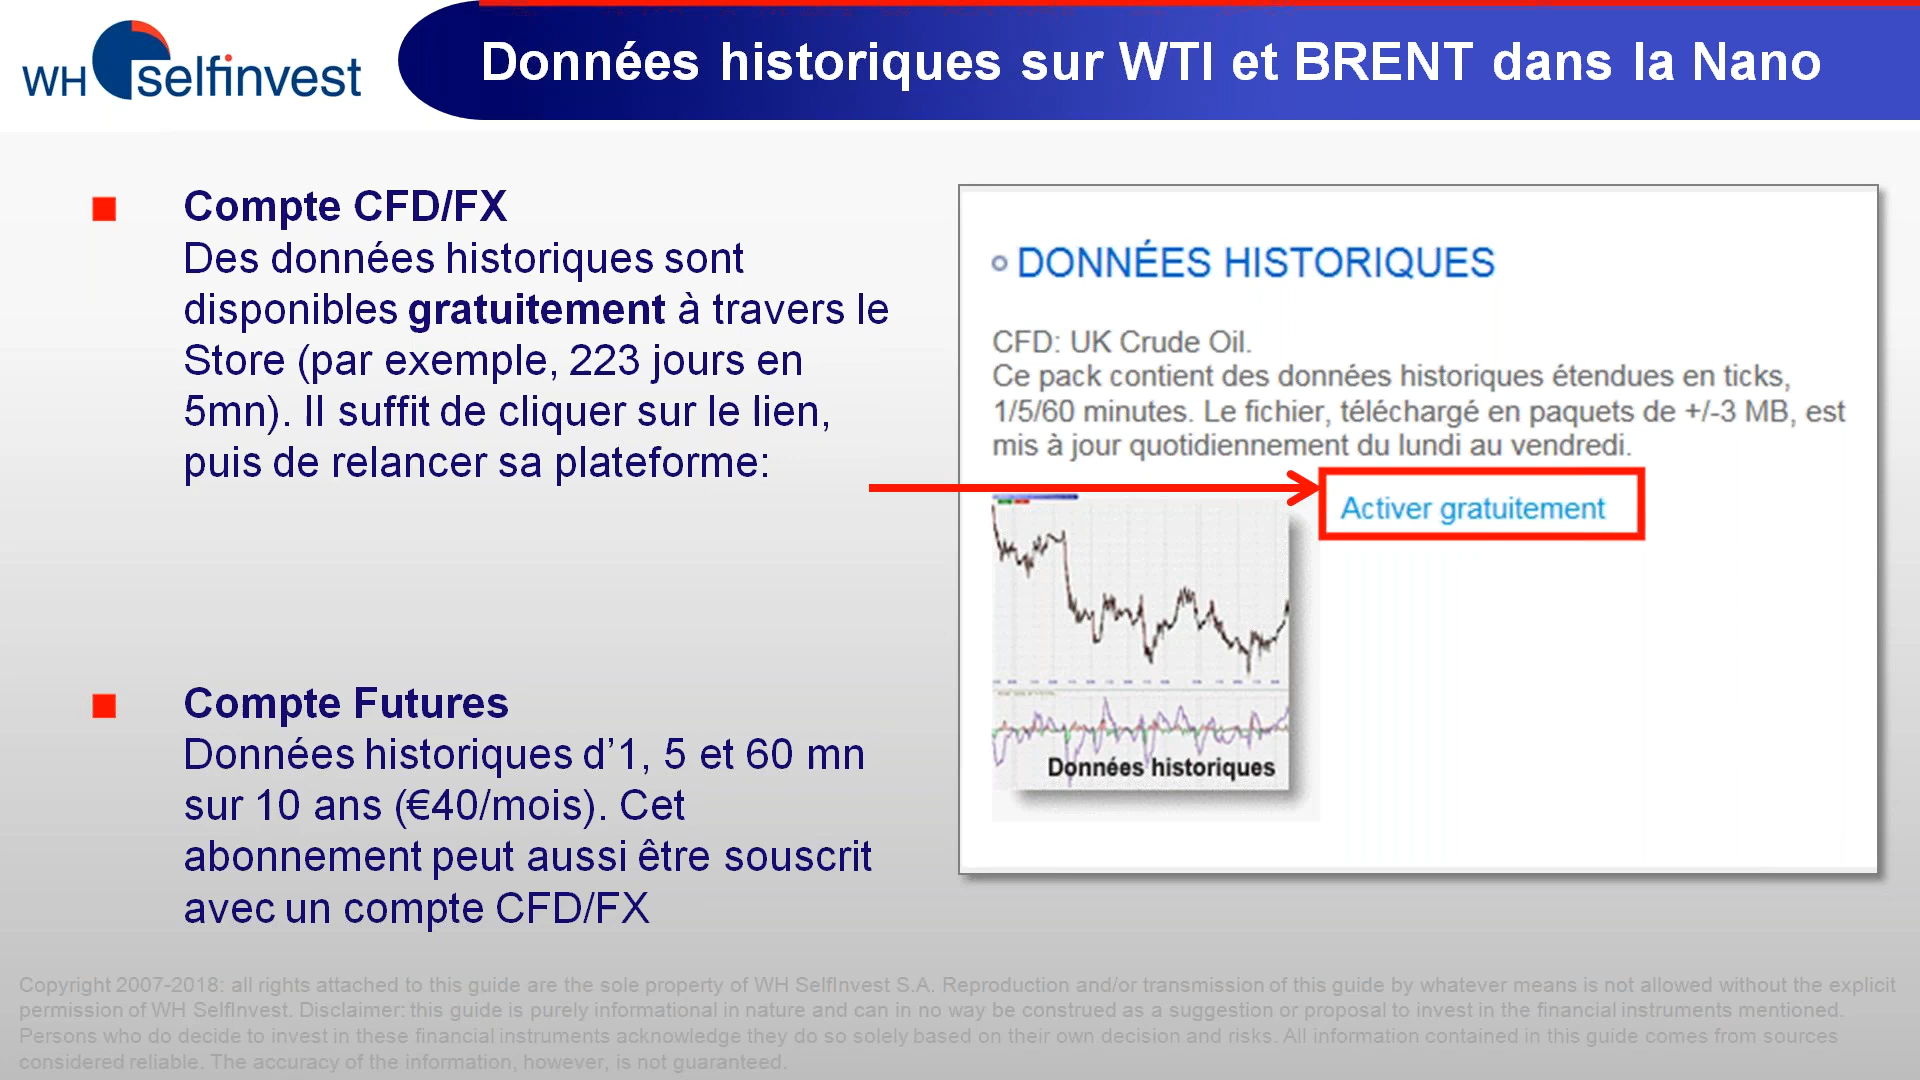 WH selfinvest
Données historiques sur WTI et BRENT dans la Nano
Compte CFD/FX
Des données historiques sont
disponibles gratuitement à travers le
Store (par exemple, 223 jours en
5mn). Il suffit de cliquer sur le lien,
puis de relancer sa plateforme:
Compte Futures
Données historiques d’1, 5 et 60 mn
sur 10 ans (€40/mois). Cet
abonnement peut aussi être souscrit
avec un compte CFD/FX
DONNÉES HISTORIQUES
CFD: UK Crude Oil.
Ce pack contient des données historiques étendues en ticks,
1/5/60 minutes. Le fichier, téléchargé en paquets de +/-3 MB, est
mis à jour quotidiennement du lundi au vendredi.
Activer gratuitement
Données historiques
Copyright 2007-2018: all rights attached to this guide are the sole property of WH SelfInvest S.A. Reproduction and/or transmission of this guide by whatever means is not allowed without the explicit
permission of WH SelfInvest. Disclaimer: this guide is purely informational in nature and can in no way be construed as a suggestion or proposal to invest in the financial instruments mentioned.
Persons who do decide to invest in these financial instruments acknowledge they do so solely based on their own decision and risks. All information contained in this guide comes from sources
considered reliable. The accuracy of the information, however, is not guaranteed.